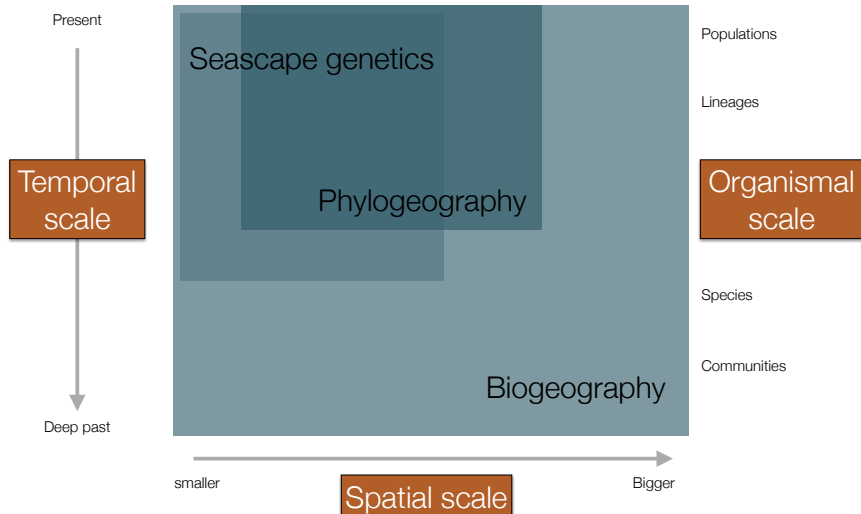 Present
Populations
Seascape genetics
Lineages
Temporal
scale
Phylogeography
Organismal
scale
Species
Communities
Biogeography
Deep past
smaller
Bigger
Spatial scale